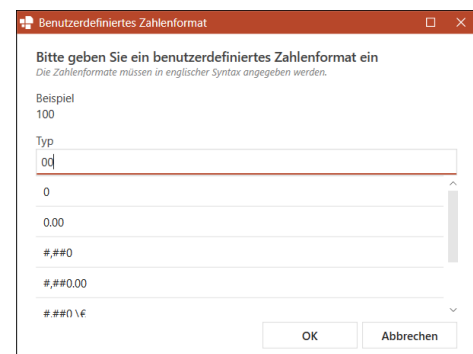 Benutzerdefiniertes Zahlenformat
Bitte geben Sie ein benutzerdefiniertes Zahlenformat ein
Die Zahlenformate müssen in englischer Syntax angegeben werden.
Beispiel
100
Typ
00
0
0.00
#,##0
#,##0.00
#,##0 \€
OK Abbrechen